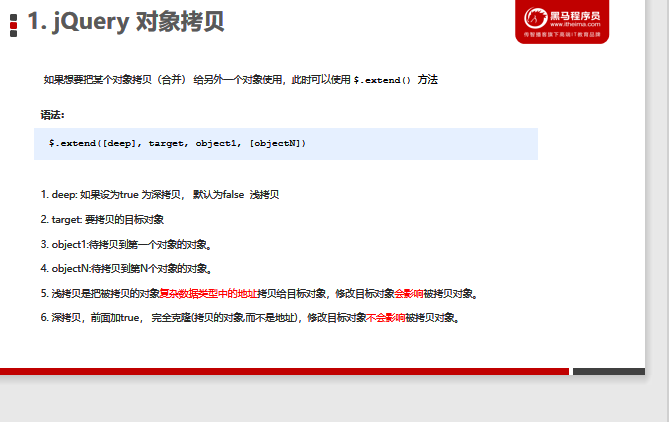 1. jQuery 对象拷贝
黑马程序员
www.itheima.com
传智播客旗下高端IT教育品牌
如果想要把某个对象拷贝（合并） 给另外一个对象使用，此时可以使用 $.extend() 方法
语法：
$.extend([deep], target, object1, [objectN])
1. deep: 如果设为true 为深拷贝， 默认为false 浅拷贝
2. target: 要拷贝的目标对象
3. object1:待拷贝到第一个对象的对象。
4. objectN:待拷贝到第N个对象的对象。
5. 浅拷贝是把被拷贝的对象复杂数据类型中的地址拷贝给目标对象，修改目标对象会影响被拷贝对象。
6. 深拷贝，前面加true， 完全克隆(拷贝的对象,而不是地址)，修改目标对象不会影响被拷贝对象。